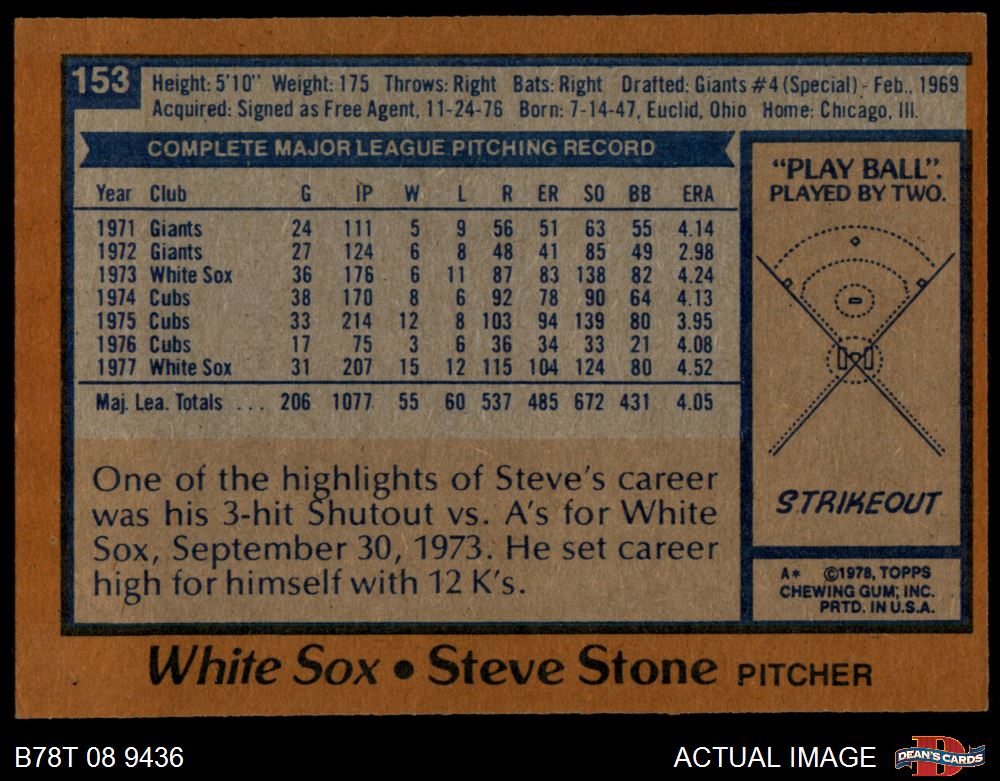 153
Height: 5'10" Weight: 175 Throws: Right Bats: Right Drafted: Giants #4 (Special) - Feb., 1969
Acquired: Signed as Free Agent, 11-24-76 Born: 7-14-47, Euclid, Ohio Home: Chicago, Ill.
COMPLETE MAJOR LEAGUE PITCHING RECORD
Year Club G IP W L R ER SO BB ERA
1971 Giants 24 111 5 9 56 51 63 55 4.14
1972 Giants 27 124 6 8 48 41 85 49 2.98
1973 White Sox 36 176 6 11 87 83 138 82 4.24
1974 Cubs 38 170 8 6 92 78 90 64 4.13
1975 Cubs 33 214 12 8 103 94 139 80 3.95
1976 Cubs 17 75 3 6 36 34 33 21 4.08
1977 White Sox 31 207 15 12 115 104 124 80 4.52
Maj. Lea. Totals ... 206 1077 55 60 537 485 672 431 4.05
One of the highlights of Steve's career
was his 3-hit Shutout vs. A's for White
Sox, September 30, 1973. He set career
high for himself with 12 K's.
"PLAY BALL".
PLAYED BY TWO.
STRIKEOUT
A* ©1978, TOPPS
CHEWING GUM, INC.
PRTD. IN U.S.A.
White Sox • Steve Stone PITCHER
B78T 08 9436
ACTUAL IMAGE
D
DEAN'S CARDS